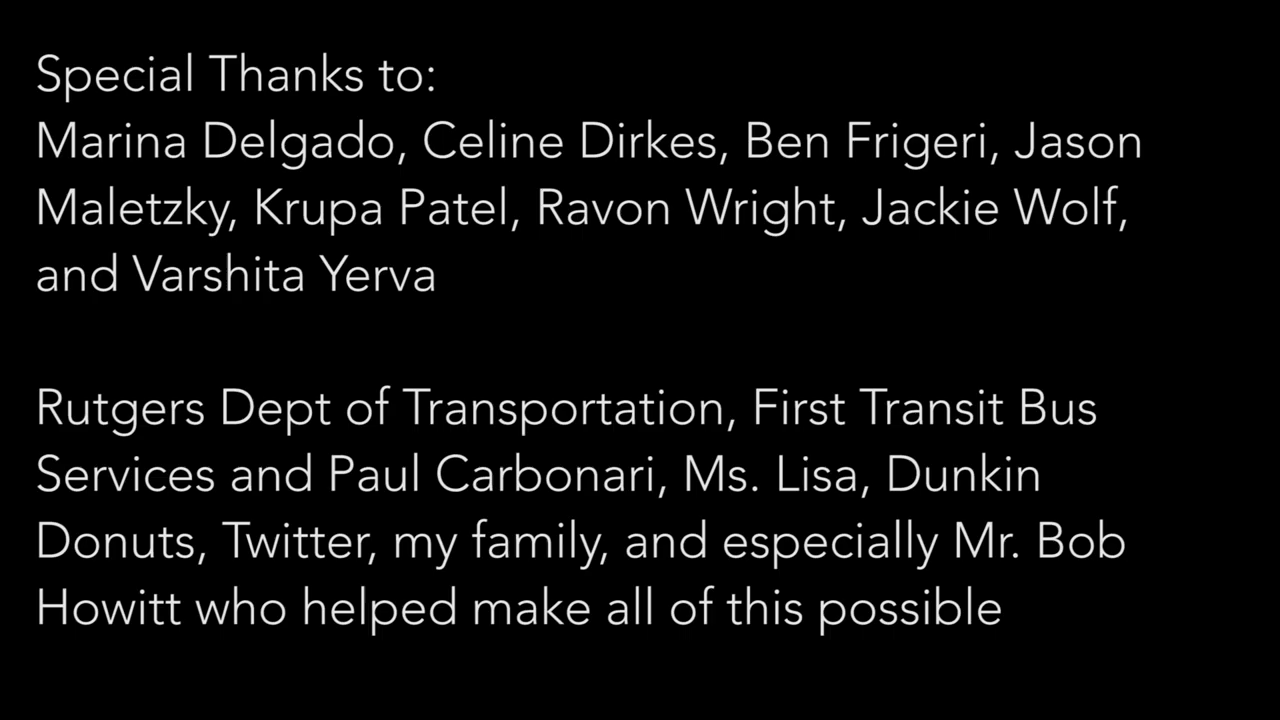 Special Thanks to:
Marina Delgado, Celine Dirkes, Ben Frigeri, Jason
Maletzky, Krupa Patel, Ravon Wright, Jackie Wolf,
and Varshita Yerva
Rutgers Dept of Transportation, First Transit Bus
Services and Paul Carbonari, Ms. Lisa, Dunkin
Donuts, Twitter, my family, and especially Mr. Bob
Howitt who helped make all of this possible